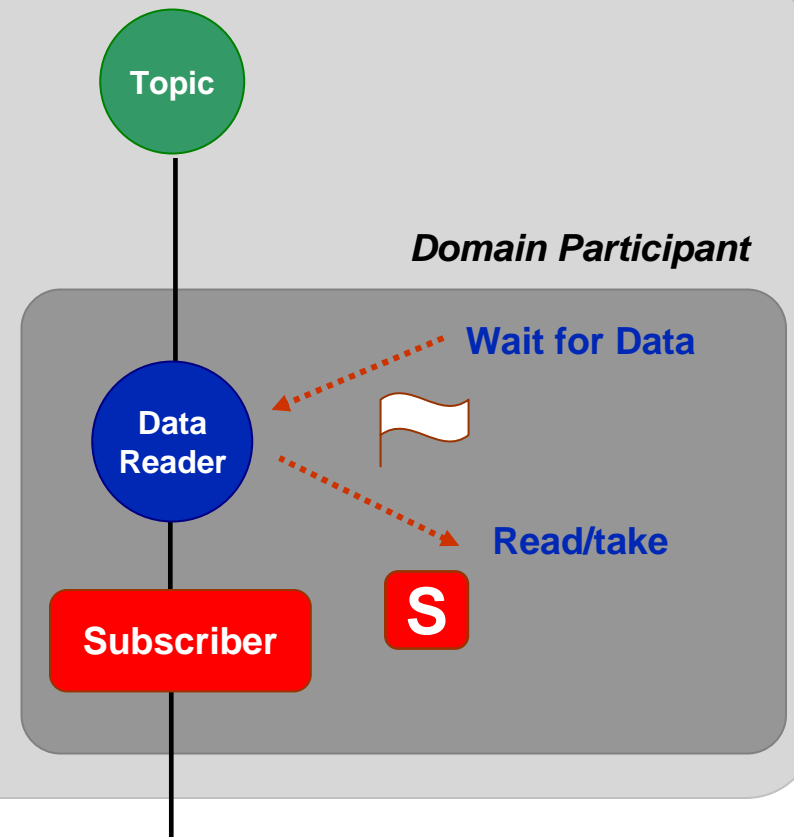 Topic
Domain Participant
Wait for Data
Data
Reader
Read/take
S
Subscriber